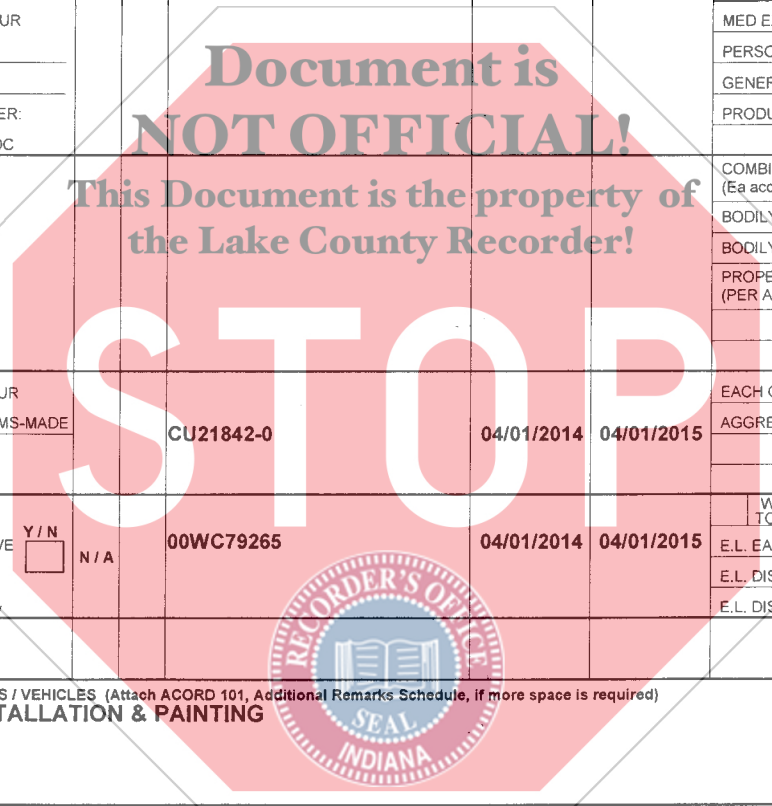 UR
MED E
PERSO
GENER
ER:
PRODU
OC
Document is
NOT OFFICIAL!
This Document is the property of
the Lake County Recorder!
COMBI
(Ea acc
BODILY
BODILY
PROPE
(PER A
STOP
UR
EACH
MS-MADE
CU21842-0 04/01/2014 04/01/2015
AGGRE
Y / N
VE N / A
00WC79265 04/01/2014 04/01/2015
W
TO
E.L. EA
E.L. DIS
E.L. DIS
RECORDER'S OFFICE
SEAL
INDIANA
S / VEHICLES (Attach ACORD 101, Additional Remarks Schedule, if more space is required)
TALLATION & PAINTING